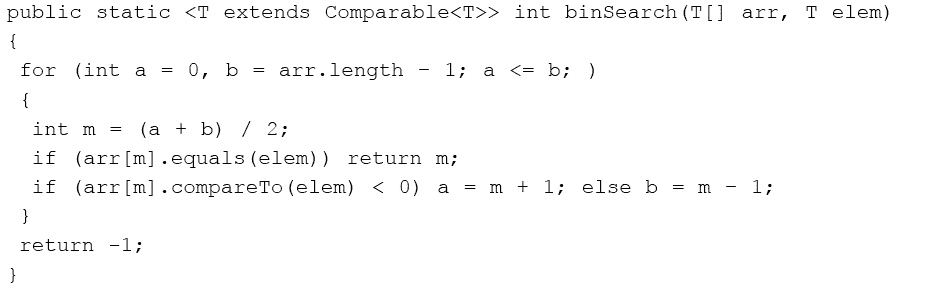 public static <T extends Comparable<T>> int binSearch(T[] arr, T elem)
{
 for (int a = 0, b = arr.length - 1; a <= b; )
 {
  int m = (a + b) / 2;
  if (arr[m].equals(elem)) return m;
  if (arr[m].compareTo(elem) < 0) a = m + 1; else b = m - 1;
 }
 return -1;
}